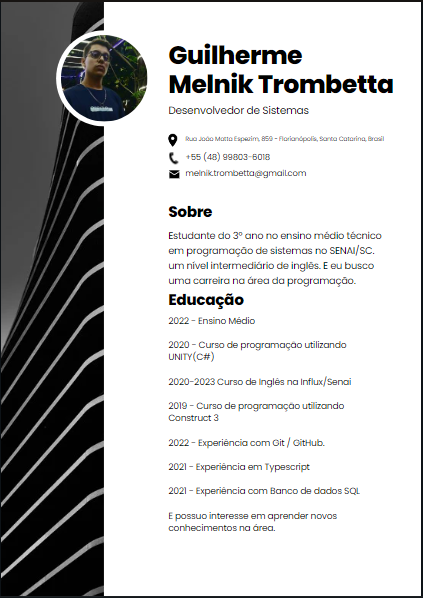 Guilherme
Melnik Trombetta
Desenvolvedor de Sistemas
Rua João Motta Espezim, 859 - Florianópolis, Santa Catarina, Brasil
+55 (48) 99803-6018
melnik.trombetta@gmail.com
Sobre
Estudante do 3º ano no ensino médio técnico
em programação de sistemas no SENAI/SC.
um nível intermediário de inglês. E eu busco
uma carreira na área da programação.
Educação
2022 - Ensino Médio
2020 - Curso de programação utilizando
UNITY(C#)
2020-2023 Curso de Inglês na Influx/Senai
2019 - Curso de programação utilizando
Construct 3
2022 - Experiência com Git / GitHub.
2021 - Experiência em Typescript
2021 - Experiência com Banco de dados SQL
E possuo interesse em aprender novos
conhecimentos na área.